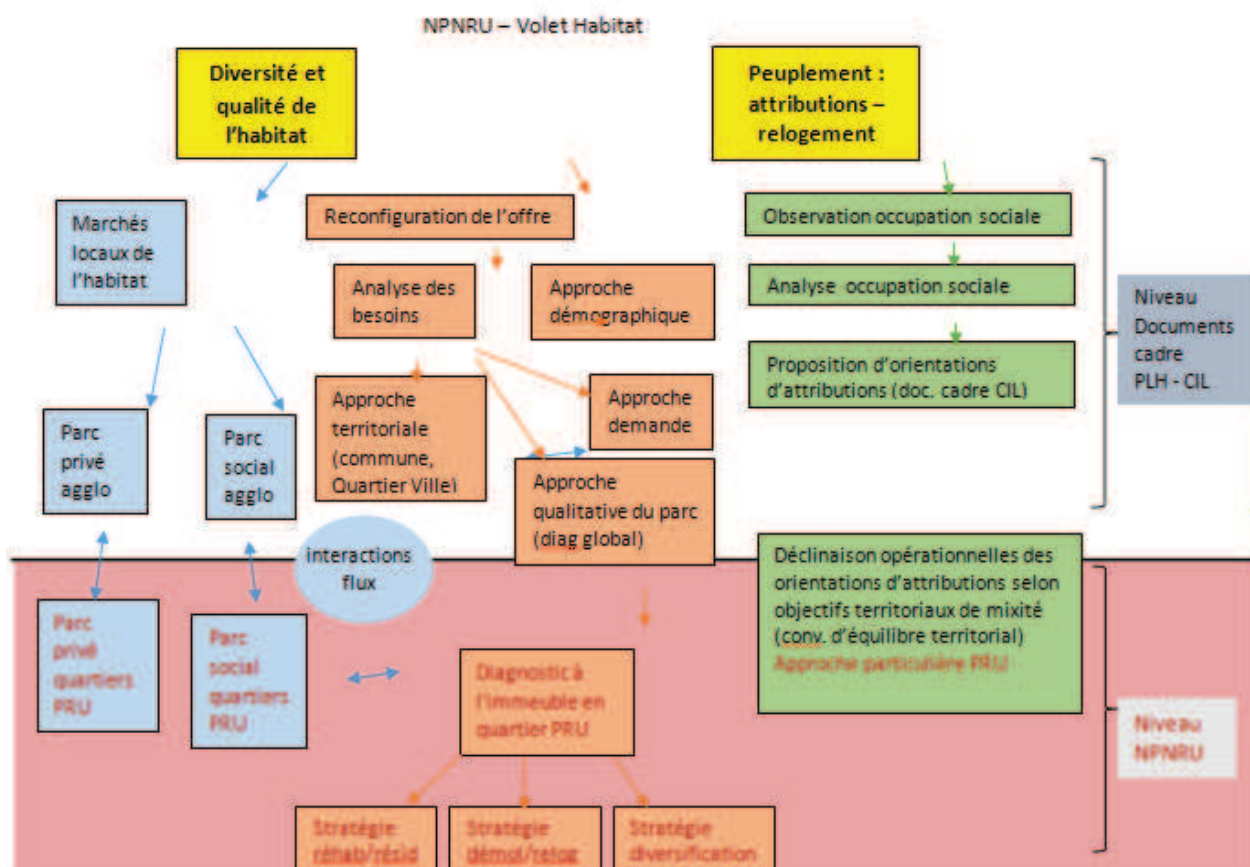 NPNRU – Volet Habitat
Diversité et
qualité de
l'habitat
Peuplement :
attributions –
relogement
Marchés
locaux de
l'habitat
Reconfiguration de l'offre
Analyse des
besoins
Approche
démographique
Observation occupation sociale
Analyse occupation sociale
Proposition d'orientations
d'attributions (doc. cadre CIL)
Niveau
Documents
cadre
PLH - CIL
Parc
privé
agglo
Parc
social
agglo
Approche
territoriale
(commune,
Quartier Ville)
Approche
demande
Approche
qualitative du parc
(diag global)
interactions
flux
Déclinaison opérationnelles des
orientations d'attributions selon
objectifs territoriaux de mixité
(conv. d'équilibre territorial)
Approche particulière PRU
Parc
privé
quartiers
PRU
Parc
social
quartiers
PRU
Diagnostic à
l'immeuble en
quartier PRU
Niveau
NPNRU
Stratégie
réhab/résid
Stratégie
démol/relog
Stratégie
diversification